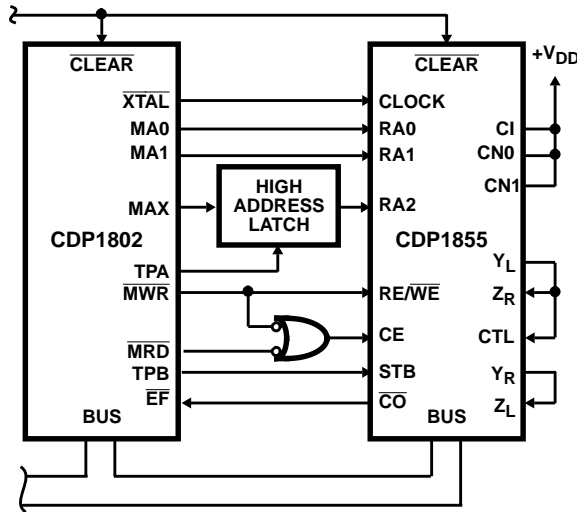 CLEAR
XTAL
MA0
MA1
MAX
CDP1802
TPA
MWR
MRD
TPB
EF
BUS
HIGH
ADDRESS
LATCH
CLEAR
CLOCK
RA0
RA1
RA2
CDP1855
RE/WE
CE
STB
CO
BUS
+VDD
CI
CN0
CN1
YL
ZR
CTL
YR
ZL